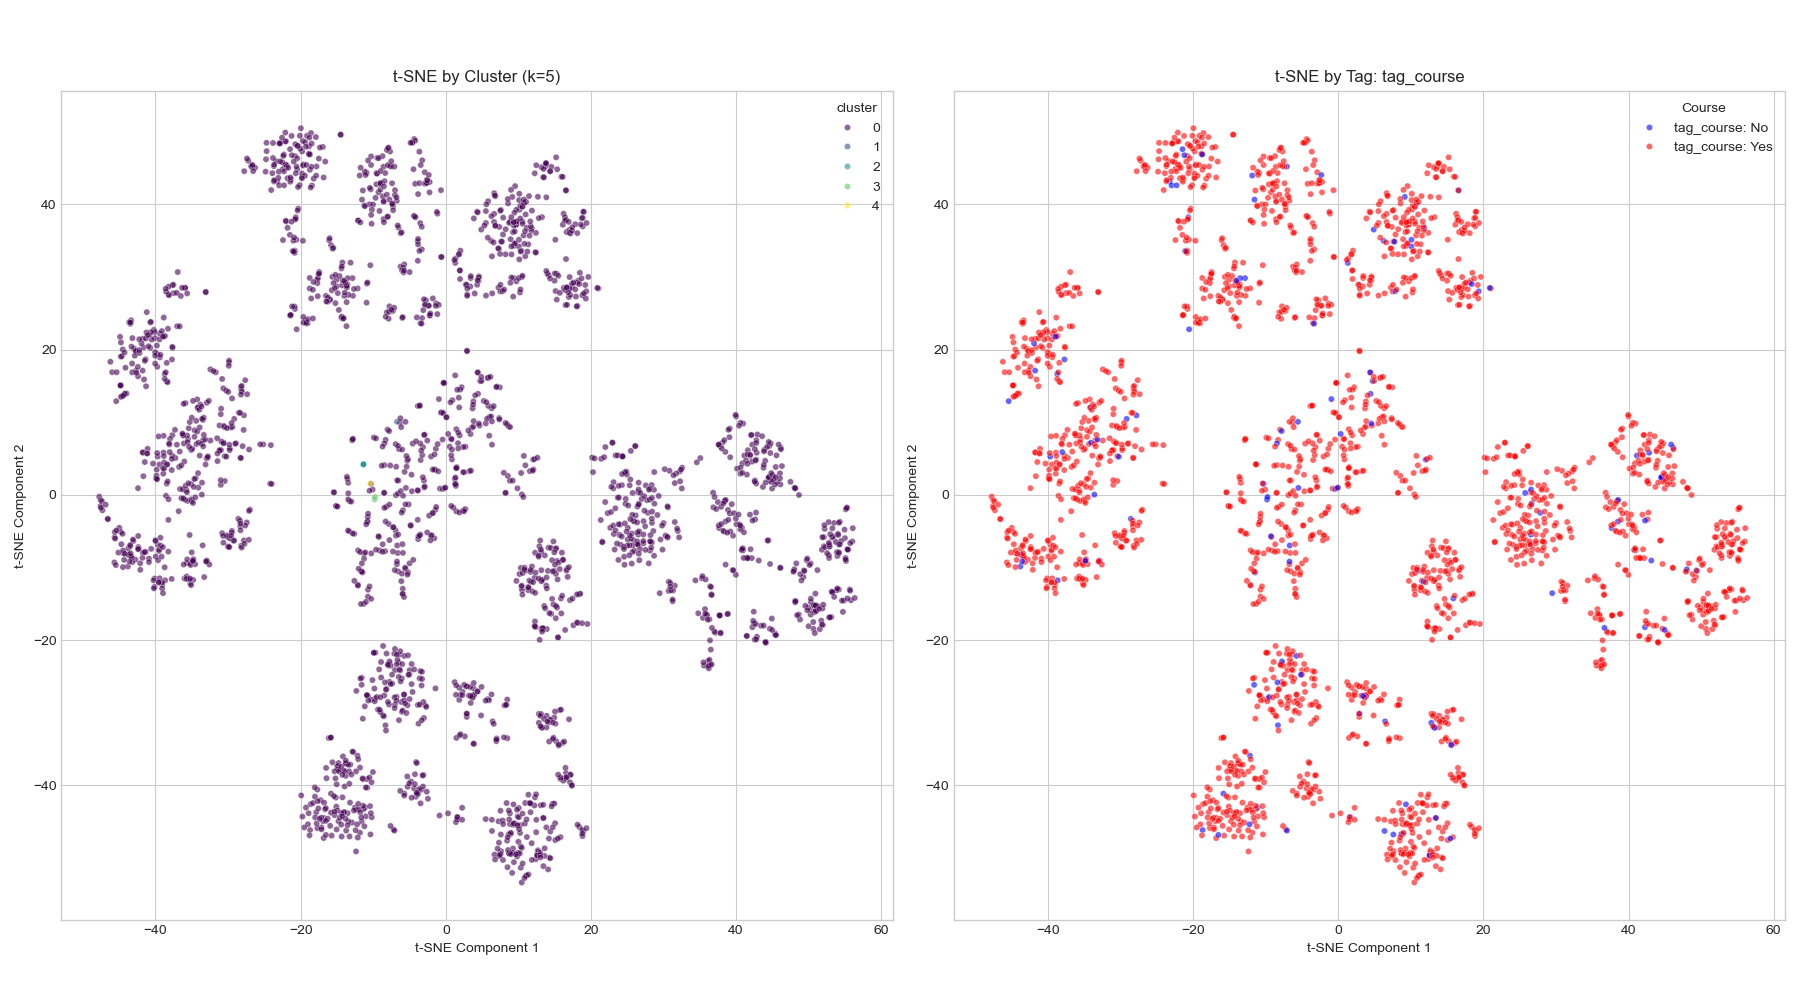 t-SNE by Cluster (k=5)
cluster
0
1
2
3
4
40
20
0
−20
−40
t-SNE Component 2
−40
−20
0
20
40
60
t-SNE Component 1
t-SNE by Tag: tag_course
Course
tag_course: No
tag_course: Yes
40
20
0
−20
−40
t-SNE Component 2
−40
−20
0
20
40
60
t-SNE Component 1